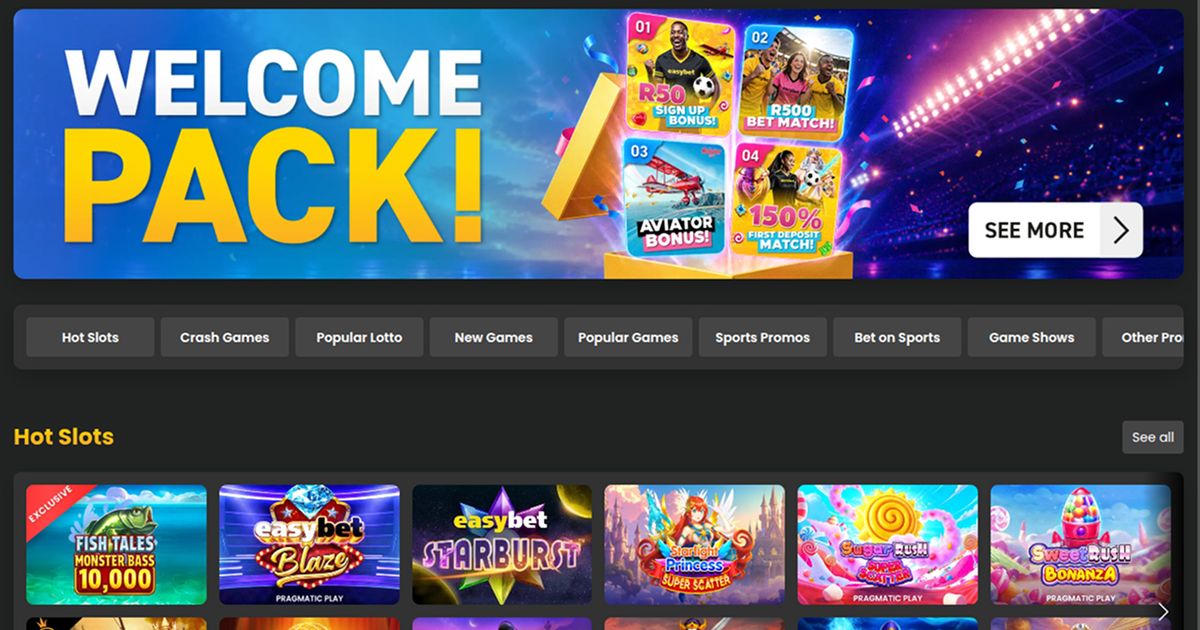 WELCOME
PACK!
01
easybet
R50
SIGN UP
BONUS!
02
R500
BET MATCH!
03
AVIATOR
BONUS!
04
150%
FIRST DEPOSIT
MATCH!
SEE MORE
Hot Slots
Crash Games
Popular Lotto
New Games
Popular Games
Sports Promos
Bet on Sports
Game Shows
Other Pro
Hot Slots
See all
EXCLUSIVE
FISH TALES
MONSTER BASS
10,000
easybet
Blaze
PRAGMATIC PLAY
easybet
STARBURST
Starlight
Princess
SUPER SCATTER
Sugar RUSH
SUPER
SCATTER
PRAGMATIC PLAY
Sweet RUSH
BONANZA
PRAGMATIC PLAY